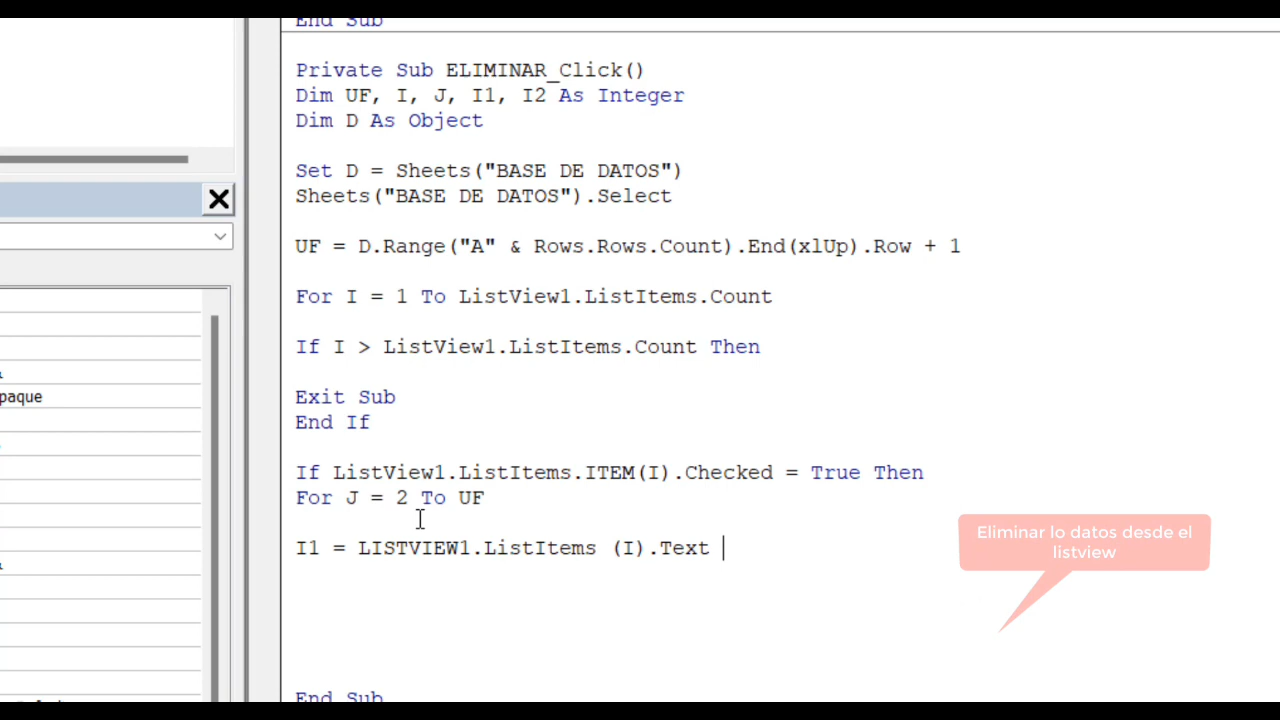 End Sub
Private Sub ELIMINAR_Click()
Dim UF, I, J, I1, I2 As Integer
Dim D As Object
Set D = Sheets("BASE DE DATOS")
Sheets("BASE DE DATOS").Select
UF = D.Range("A" & Rows.Rows.Count).End(xlUp).Row + 1
For I = 1 To ListView1.ListItems.Count
If I > ListView1.ListItems.Count Then
paque
Exit Sub
End If
If ListView1.ListItems.ITEM(I).Checked = True Then
For J = 2 To UF
I1 = LISTVIEW1.ListItems (I).Text
Eliminar lo datos desde el
listview
End Sub